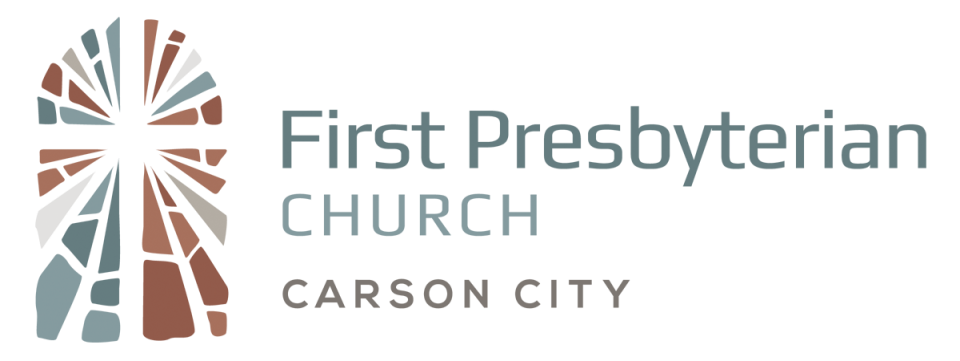 First Presbyterian
CHURCH
CARSON CITY